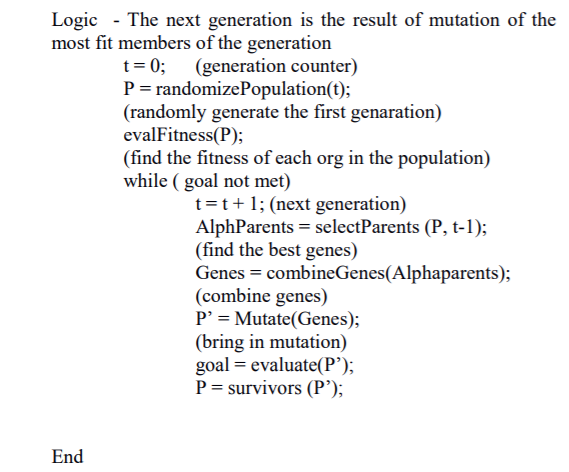 Logic - The next generation is the result of mutation of the
most fit members of the generation
t = 0; (generation counter)
P = randomizePopulation(t);
(randomly generate the first genaration)
evalFitness(P);
(find the fitness of each org in the population)
while ( goal not met)
t = t + 1; (next generation)
AlphParents = selectParents (P, t-1);
(find the best genes)
Genes = combineGenes(Alphaparents);
(combine genes)
P’ = Mutate(Genes);
(bring in mutation)
goal = evaluate(P’);
P = survivors (P’);
End